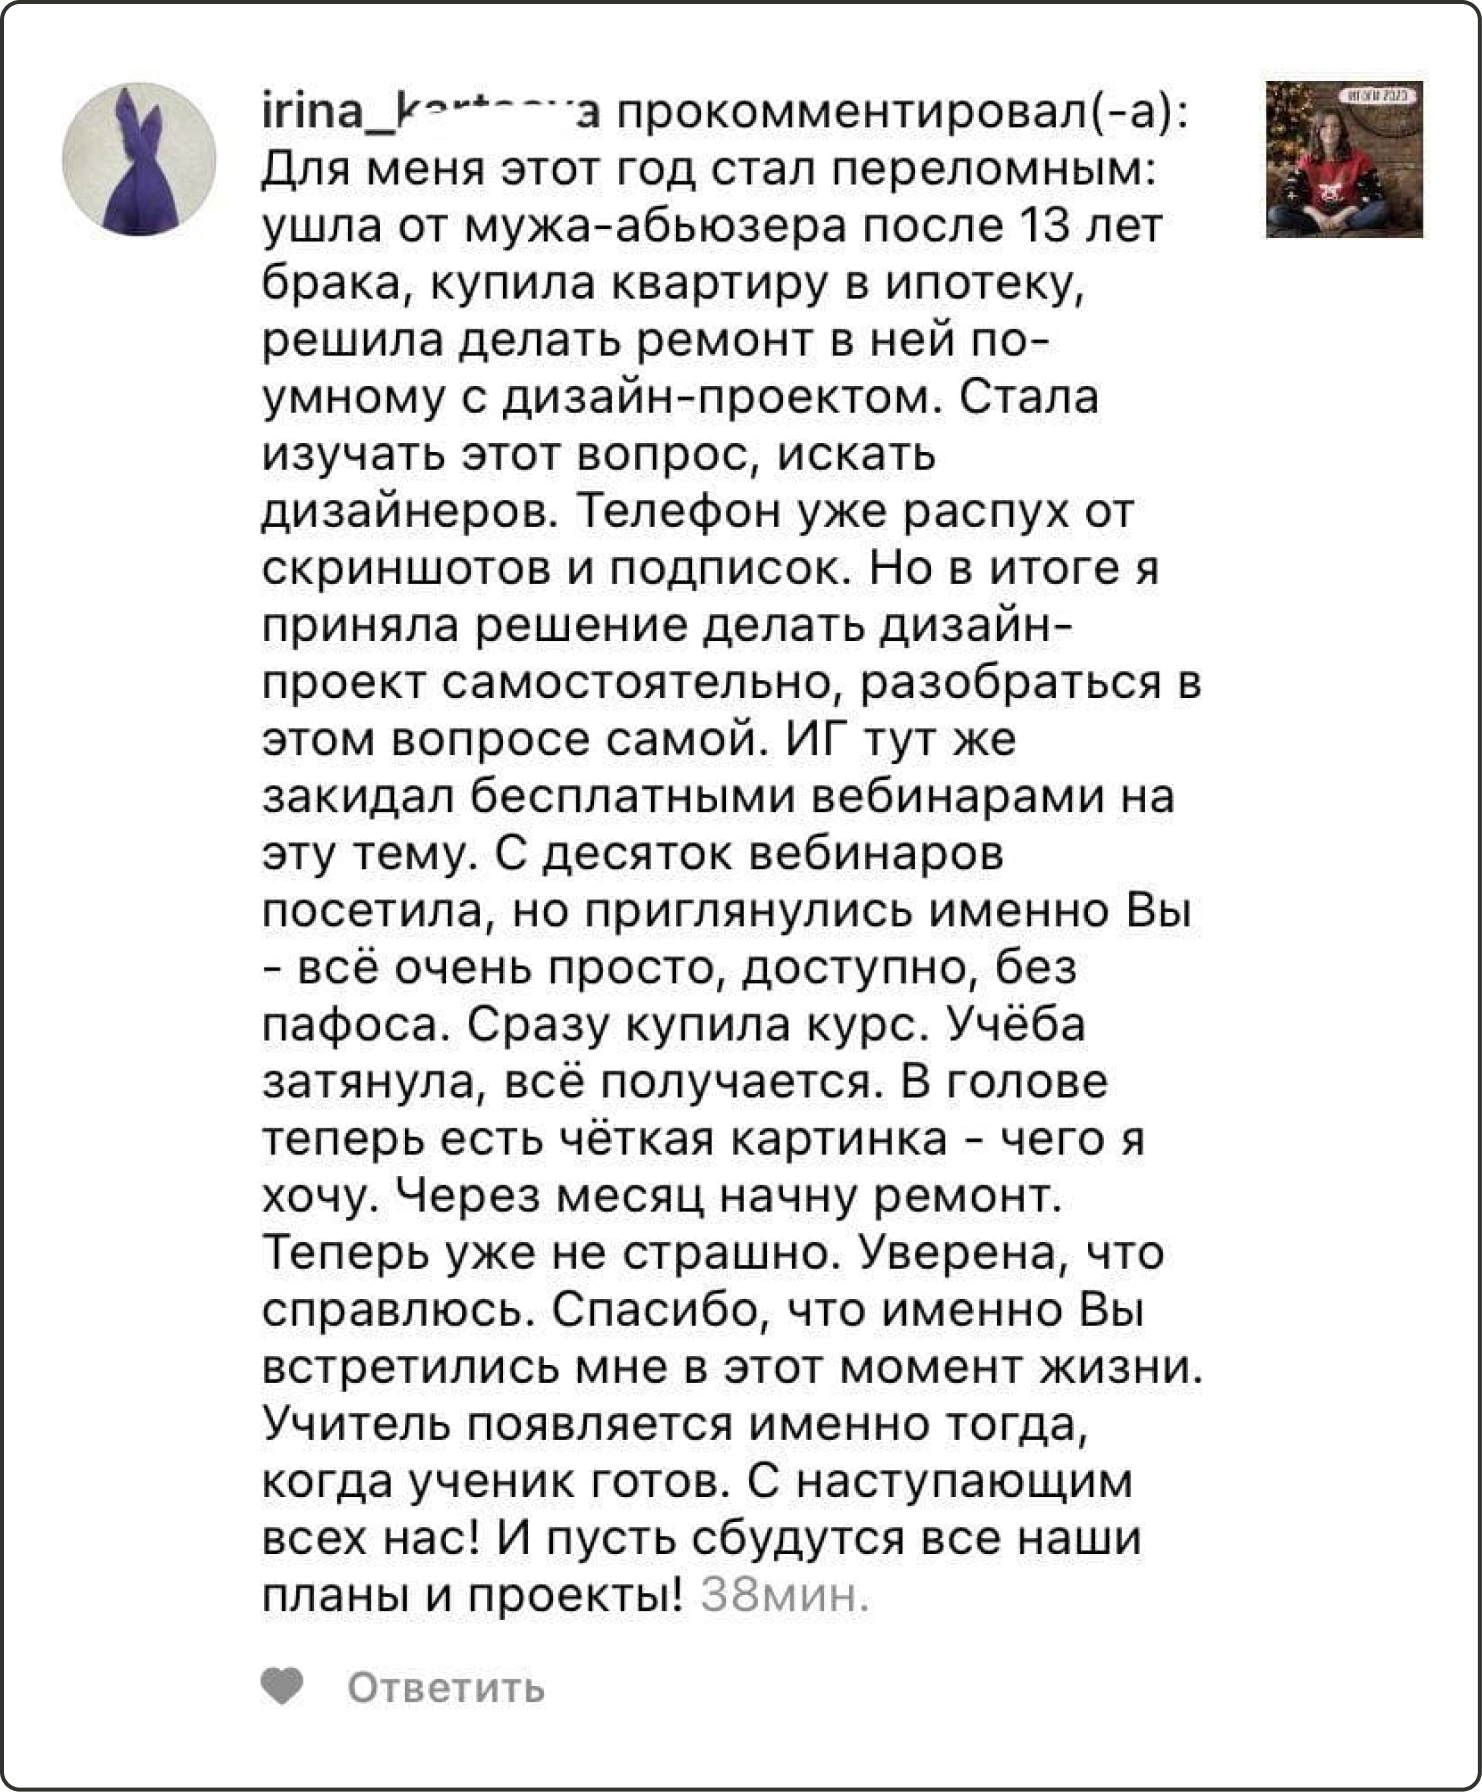 прокомментировал(-а):
Для меня этот год стал переломным:
ушла от мужа-абьюзера после 13 лет
брака, купила квартиру в ипотеку,
решила делать ремонт в ней по-
умному с дизайн-проектом. Стала
изучать этот вопрос, искать
дизайнеров. Телефон уже распух от
скриншотов и подписок. Но в итоге я
приняла решение делать дизайн-
проект самостоятельно, разобраться в
этом вопросе самой. ИГ тут же
закидал бесплатными вебинарами на
эту тему. С десяток вебинаров
посетила, но приглянулись именно Вы
- всё очень просто, доступно, без
пафоса. Сразу купила курс. Учёба
затянула, всё получается. В голове
теперь есть чёткая картинка - чего я
хочу. Через месяц начну ремонт.
Теперь уже не страшно. Уверена, что
справлюсь. Спасибо, что именно Вы
встретились мне в этот момент жизни.
Учитель появляется именно тогда,
когда ученик готов. С наступающим
всех нас! И пусть сбудутся все наши
планы и проекты! 38мин.
Ответить
ИТОГИ 2020